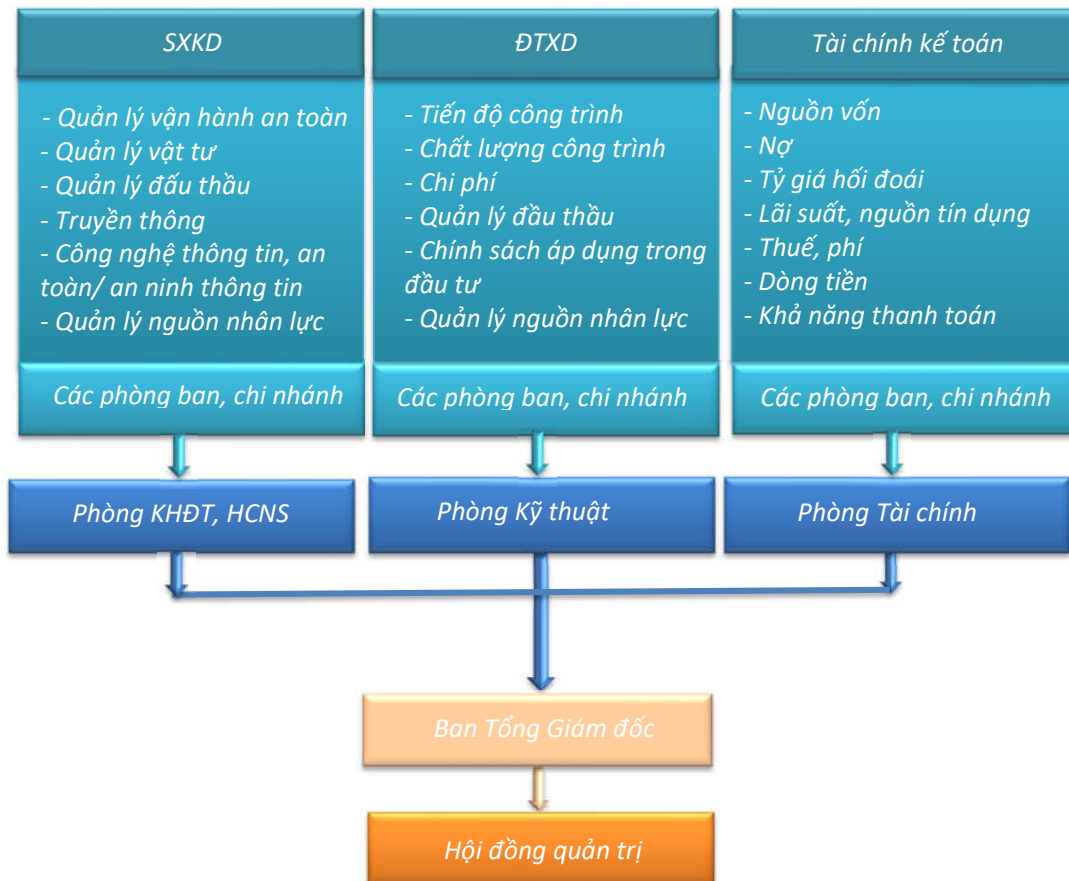 SXKD
- Quản lý vận hành an toàn
- Quản lý vật tư
- Quản lý đấu thầu
- Truyền thông
- Công nghệ thông tin, an
toàn/ an ninh thông tin
- Quản lý nguồn nhân lực
Các phòng ban, chi nhánh
Phòng KHĐT, HCNS
ĐTXD
- Tiến độ công trình
- Chất lượng công trình
- Chi phí
- Quản lý đầu thầu
- Chính sách áp dụng trong
đầu tư
- Quản lý nguồn nhân lực
Các phòng ban, chi nhánh
Phòng Kỹ thuật
Tài chính kế toán
- Nguồn vốn
- Nợ
- Tỷ giá hối đoái
- Lãi suất, nguồn tín dụng
- Thuế, phí
- Dòng tiền
- Khả năng thanh toán
Các phòng ban, chi nhánh
Phòng Tài chính
Ban Tổng Giám đốc
Hội đồng quản trị